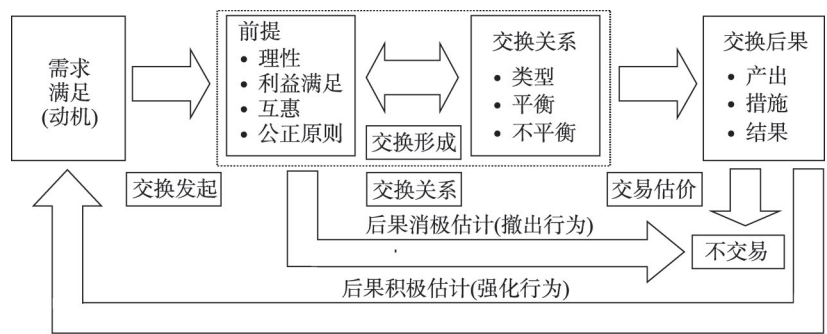 需求
满足
(动机)
前提
• 理性
• 利益满足
• 互惠
• 公正原则
交换形成
交换关系
• 类型
• 平衡
• 不平衡
交换后果
• 产出
• 措施
• 结果
交换发起
交换关系
交易估价
后果消极估计(撤出行为)
不交易
后果积极估计(强化行为)